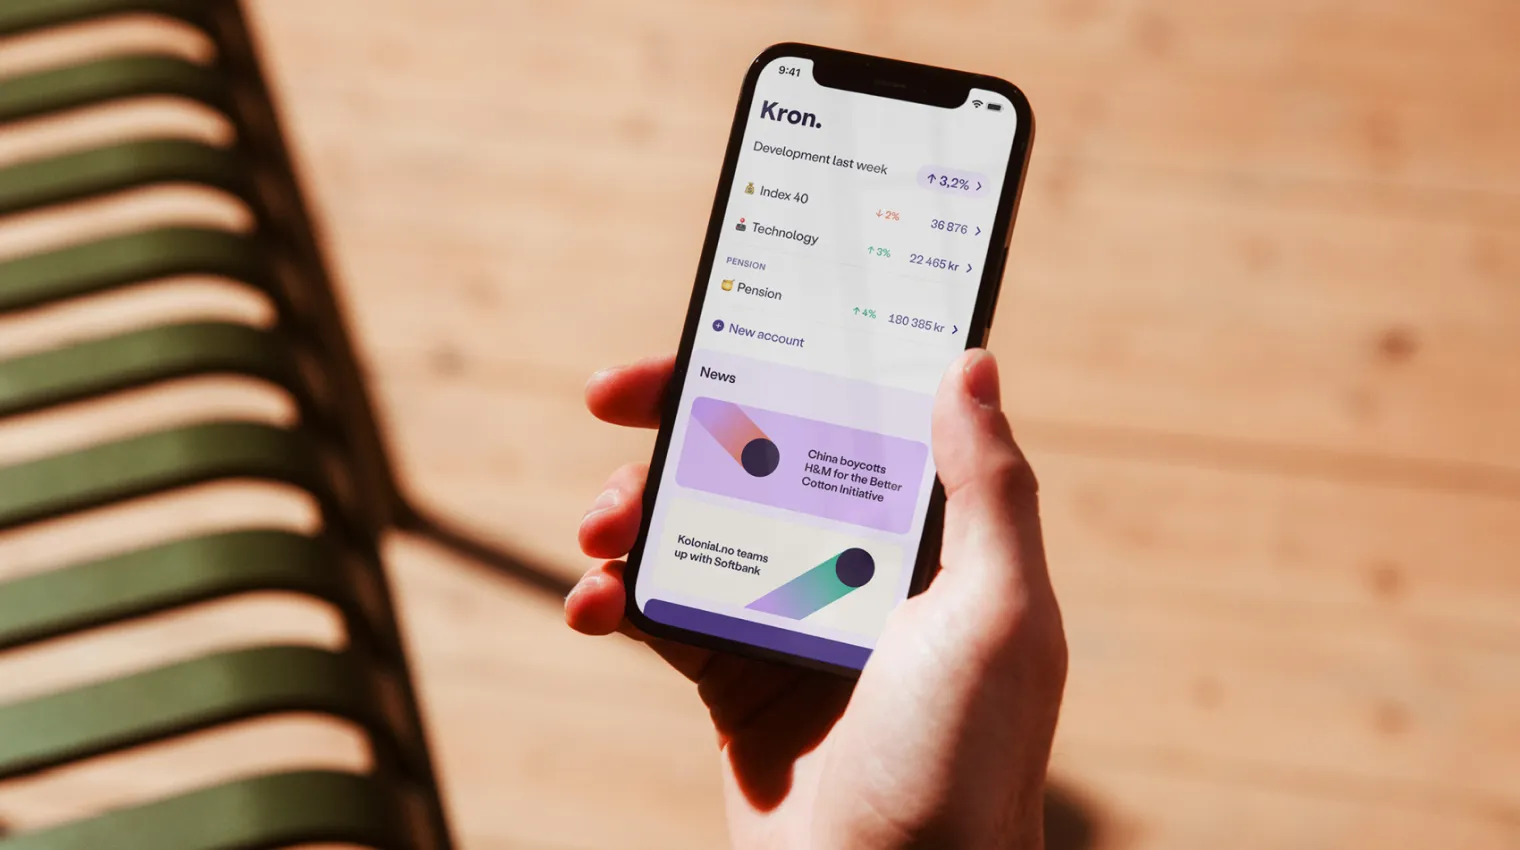 9:41
Kron.
Development last week
↑ 3,2% >
Index 40 ↓ 2% 36 876 >
Technology ↑ 3% 22 465 kr >
PENSION
Pension ↑ 4% 180 385 kr >
New account
News
China boycotts
H&M for the Better
Cotton Initiative
Kolonial.no teams
up with Softbank